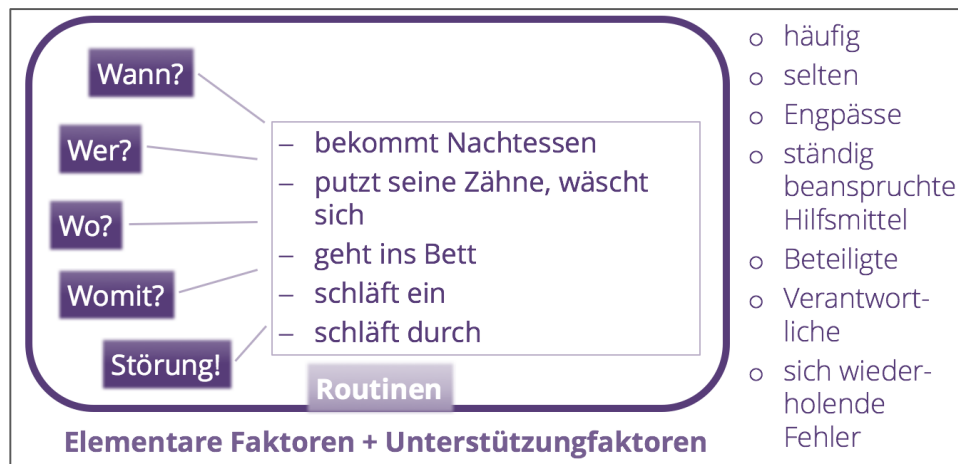 Wann?
Wer?
Wo?
Womit?
Störung!
– bekommt Nachtessen
– putzt seine Zähne, wäscht
sich
– geht ins Bett
– schläft ein
– schläft durch
Routinen
Elementare Faktoren + Unterstützungfaktoren
o häufig
o selten
o Engpässe
o ständig
beanspruchte
Hilfsmittel
o Beteiligte
o Verantwort-
liche
o sich wieder-
holende
Fehler